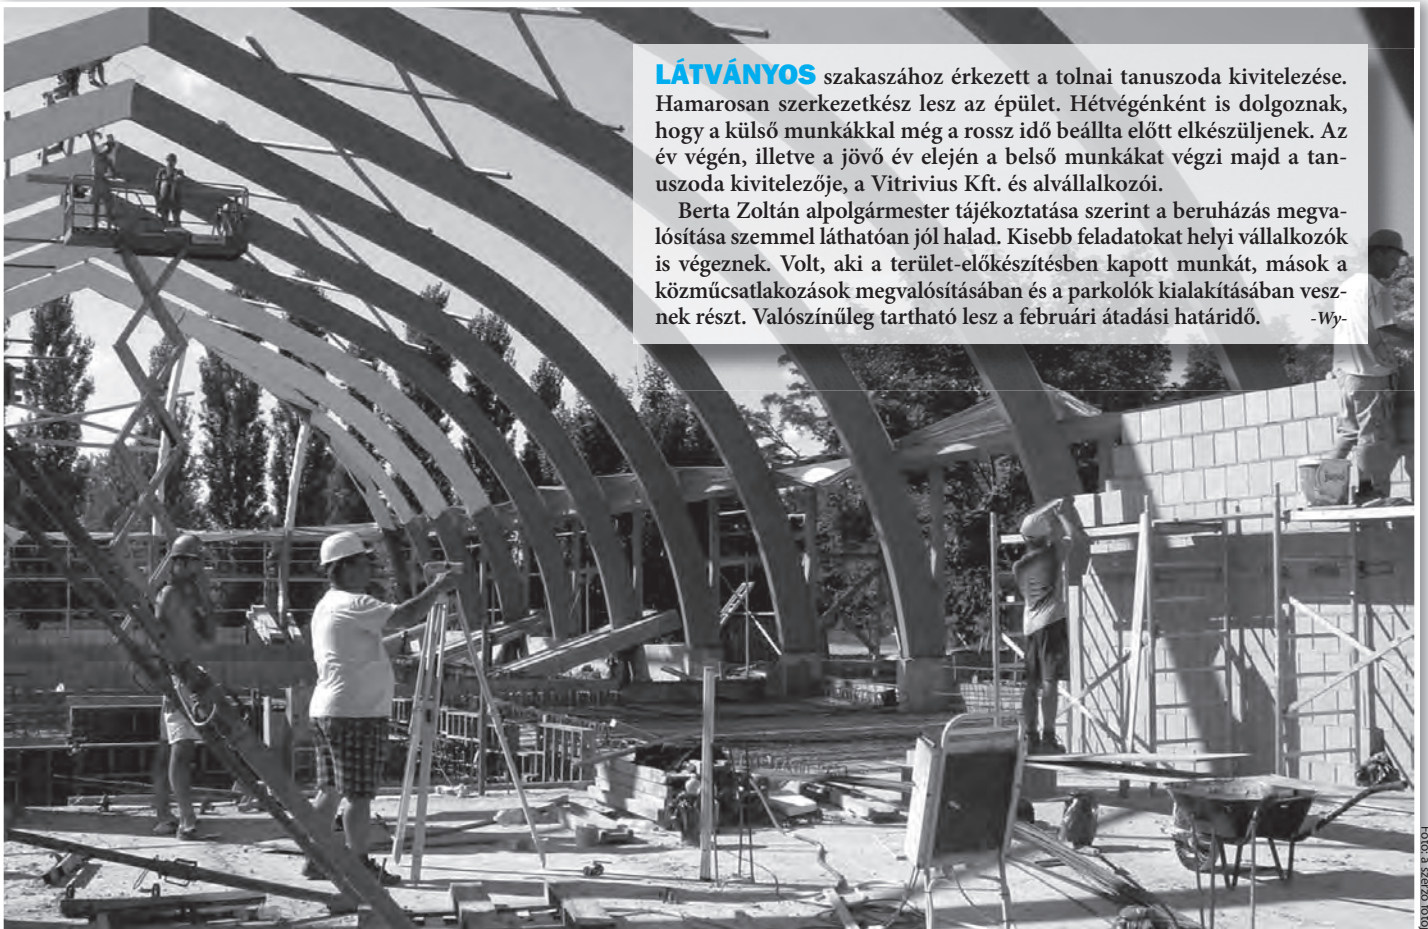 LÁTVÁNYOS szakaszához érkezett a tolnai tanuszoda kivitelezése.
Hamarosan szerkezetkész lesz az épület. Hétvégénként is dolgoznak,
hogy a külső munkákkal még a rossz idő beállta előtt elkészüljenek. Az
év végén, illetve a jövő év elején a belső munkákat végzi majd a tan-
uszoda kivitelezője, a Vitrivius Kft. és alvállalkozói.
Berta Zoltán alpolgármester tájékoztatása szerint a beruházás megva-
lósítása szemmel láthatóan jól halad. Kisebb feladatokat helyi vállalkozók
is végeznek. Volt, aki a terület-előkészítésben kapott munkát, mások a
közműcsatlakozások megvalósításában és a parkolók kialakításában vesz-
nek részt. Valószínűleg tartható lesz a februári átadási határidő. -Wy-
Fotó: a szerző fotó